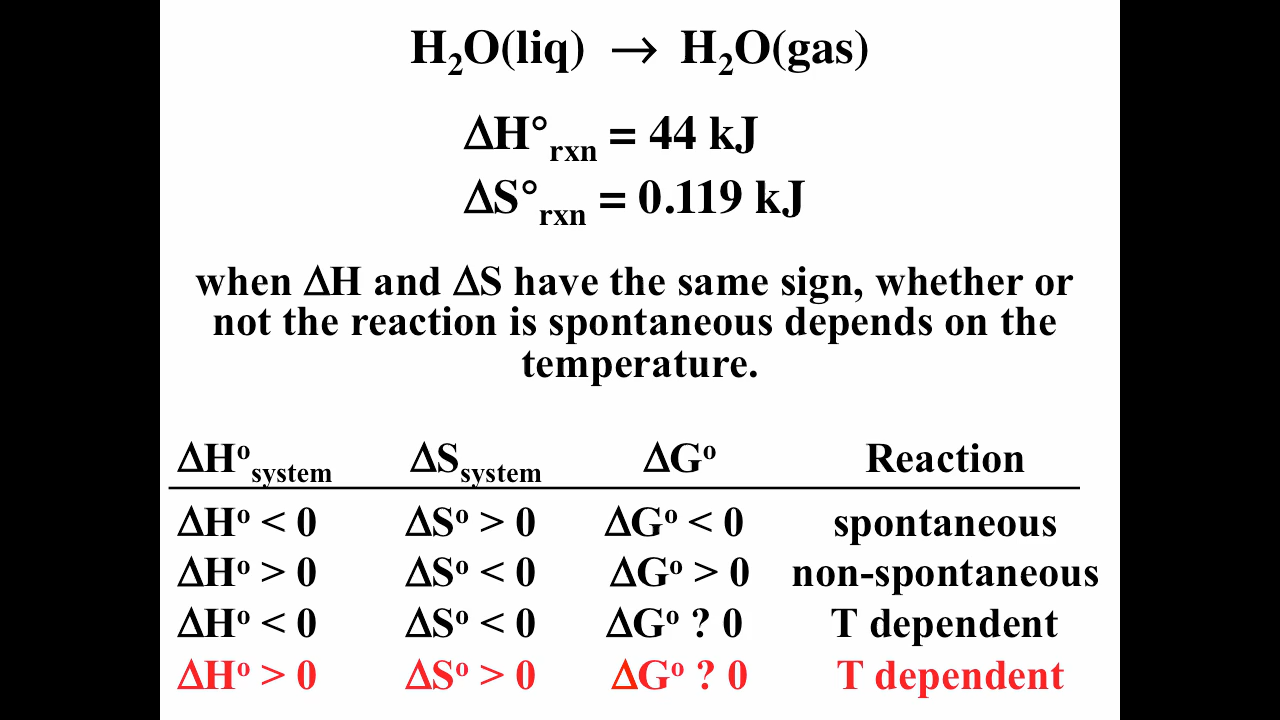 H₂O(liq) → H₂O(gas)
ΔH°rxn = 44 kJ
ΔS°rxn = 0.119 kJ
when ΔH and ΔS have the same sign, whether or
not the reaction is spontaneous depends on the
temperature.
ΔHᵒsystem ΔSsystem ΔGᵒ Reaction
ΔHᵒ < 0 ΔSᵒ > 0 ΔGᵒ < 0 spontaneous
ΔHᵒ > 0 ΔSᵒ < 0 ΔGᵒ > 0 non-spontaneous
ΔHᵒ < 0 ΔSᵒ < 0 ΔGᵒ ? 0 T dependent
ΔHᵒ > 0 ΔSᵒ > 0 ΔGᵒ ? 0 T dependent